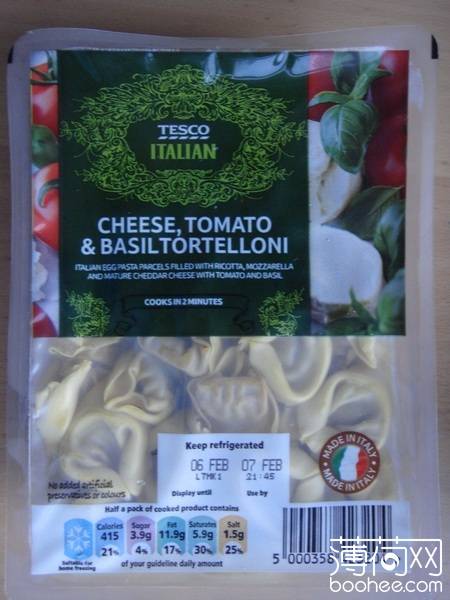 TESCO
ITALIAN
CHEESE, TOMATO
& BASILTORTELLONI
ITALIAN EGG PASTA PARCELS FILLED WITH RICOTTA, MOZZARELLA
AND MATURE CHEDDAR CHEESE WITH TOMATO AND BASIL
COOKS IN 2 MINUTES
Keep refrigerated
06 FEB 07 FEB
LTMK1 21:45
Display until Use by
MADE IN ITALY
MADE IN ITALY
No added artificial
preservatives or colours
Half a pack of cooked product contains
Calories Sugar Fat Saturates Salt
415 3.9g 11.9g 5.9g 1.5g
21% 4% 17% 30% 25%
of your guideline daily amount
Suitable for
home freezing
5 000358
薄荷网
boohee.com